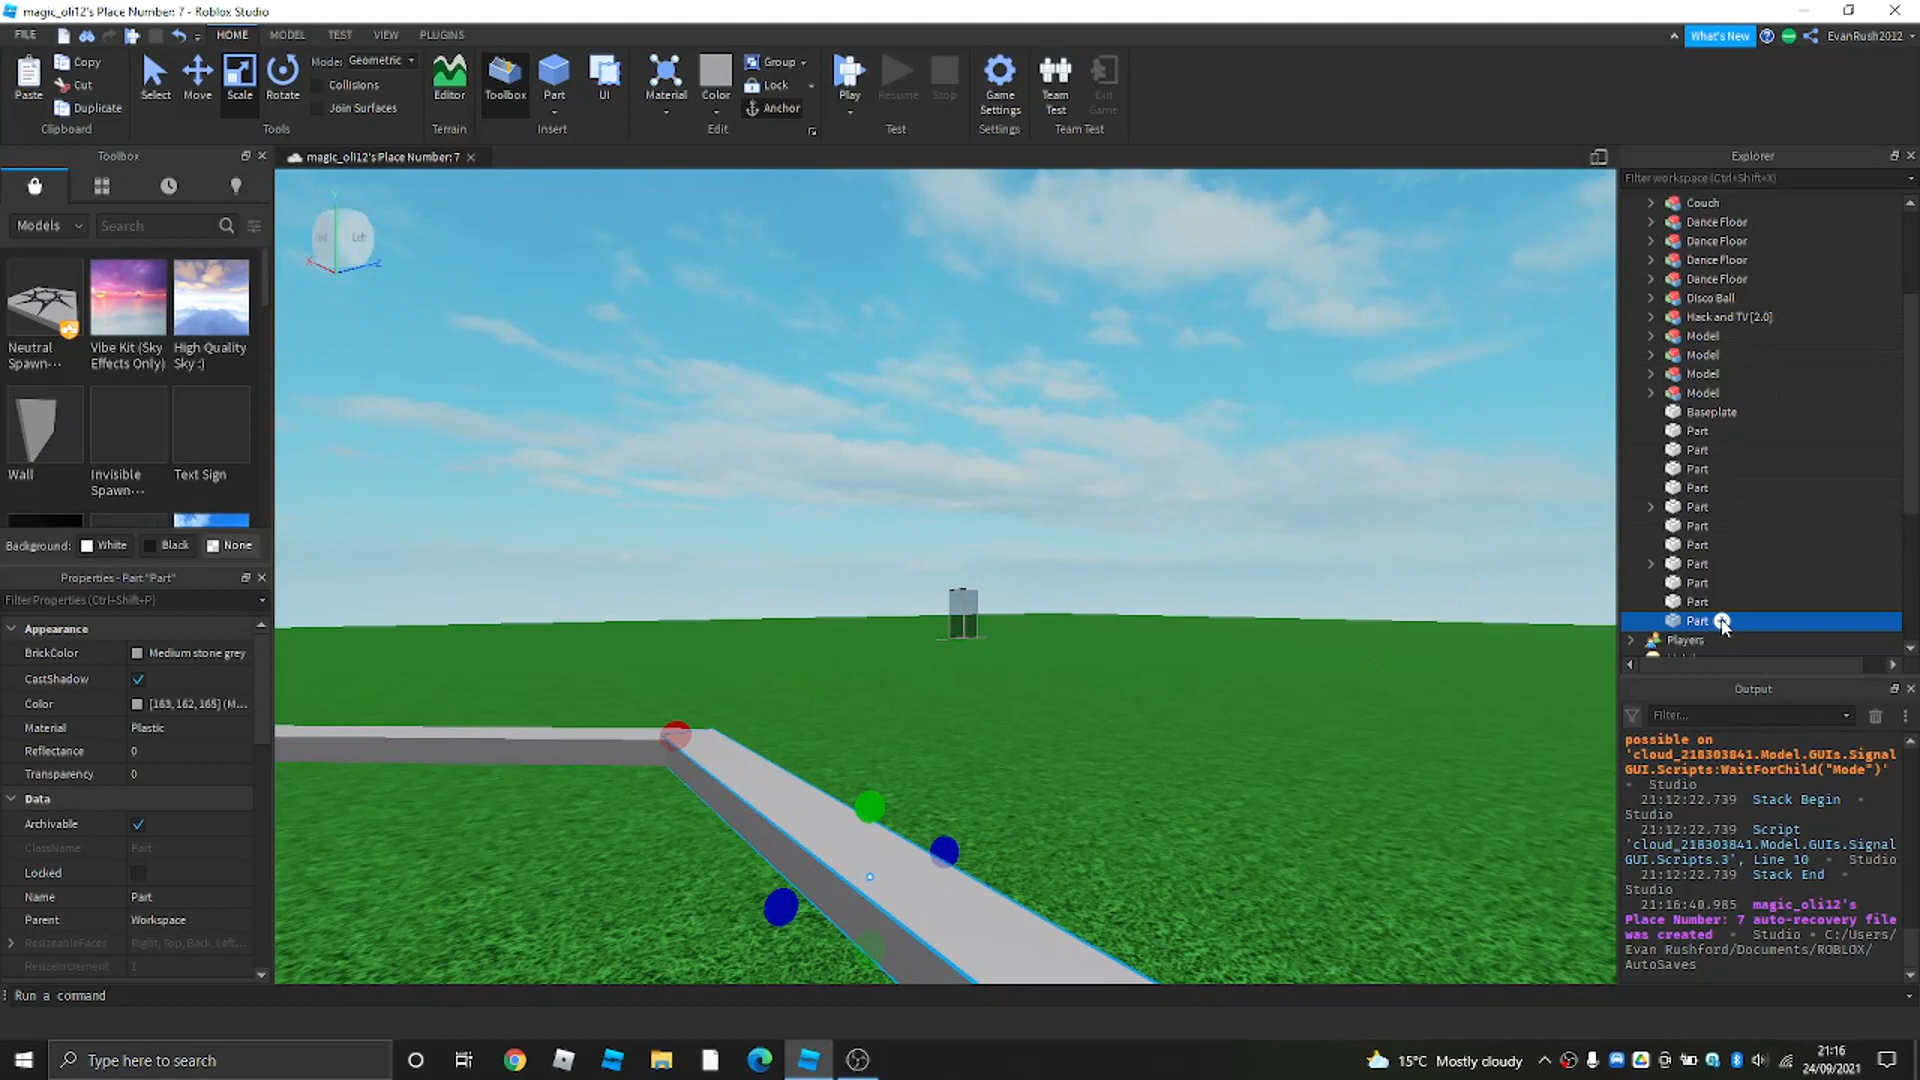 magic_oli12's Place Number: 7 - Roblox Studio
FILE HOME MODEL TEST VIEW PLUGINS What's New EvanRush2012
Paste Copy Cut Duplicate Clipboard
Select Move Scale Rotate Mode: Geometric Collisions Join Surfaces Tools
Editor Terrain
Toolbox Part UI Insert
Material Color Group Lock Anchor Edit
Play Resume Stop Test
Game Settings Settings
Team Test Exit Game Team Test
Toolbox
Models Search
Neutral Spawn...
Vibe Kit (Sky Effects Only)
High Quality Sky :)
Wall
Invisible Spawn...
Text Sign
Background: White Black None
Properties - Part "Part"
Filter Properties (Ctrl+Shift+P)
Appearance
BrickColor Medium stone grey
CastShadow
Color [163, 162, 165] (M...
Material Plastic
Reflectance 0
Transparency 0
Data
Archivable
ClassName Part
Locked
Name Part
Parent Workspace
ResizeableFaces Right, Top, Back, Left...
ResizeIncrement 1
Run a command
magic_oli12's Place Number: 7
Left
Explorer
Filter workspace (Ctrl+Shift+X)
Couch
Dance Floor
Dance Floor
Dance Floor
Dance Floor
Disco Ball
Hack and TV [2.0]
Model
Model
Model
Model
Baseplate
Part
Part
Part
Part
Part
Part
Part
Part
Part
Part
Part
Players
Output
Filter...
possible on
'cloud_218303841.Model.GUIs.Signal
GUI.Scripts:WaitForChild("Mode")'
- Studio
21:12:22.739 Stack Begin -
Studio
21:12:22.739 Script
'cloud_218303841.Model.GUIs.Signal
GUI.Scripts.3', Line 10 - Studio
21:12:22.739 Stack End -
Studio
21:16:40.985 magic_oli12's
Place Number: 7 auto-recovery file
was created - Studio - C:/Users/
Evan Rushford/Documents/ROBLOX/
AutoSaves
Type here to search
15°C Mostly cloudy
21:16
24/09/2021